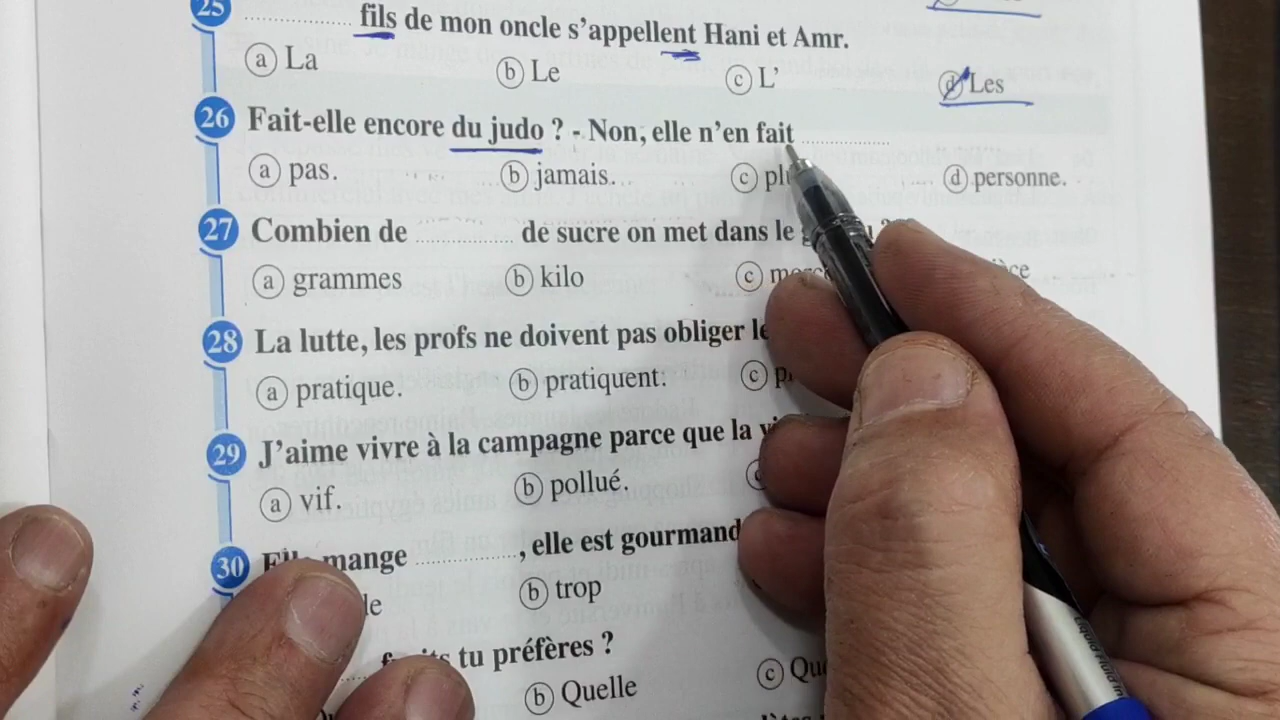 25 ............ fils de mon oncle s'appellent Hani et Amr.
a La b Le c L' d Les
26 Fait-elle encore du judo ? - Non, elle n'en fait ............
a pas. b jamais. c d personne.
27 Combien de ............ de sucre on met dans le
a grammes b kilo c
28 La lutte, les profs ne doivent pas obliger
a pratique. b pratiquent. c
29 J'aime vivre à la campagne parce que la
a vif. b pollué.
30 mange ............, elle est
b trop
tu préfères ?
b Quelle c
Liquid Fluid